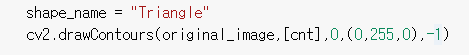 shape_name = "Triangle"
cv2.drawContours(original_image,[cnt],0,(0,255,0),-1)